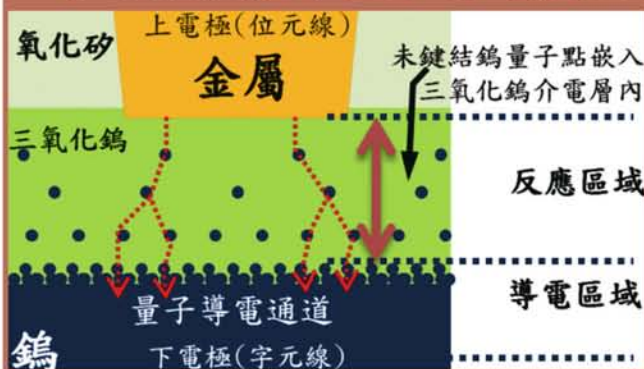 上電極(位元線)
氧化矽
金屬
未鍵結鎢量子點嵌入
三氧化鎢介電層內
三氧化鎢
反應區域
導電區域
量子導電通道
鎢
下電極(字元線)